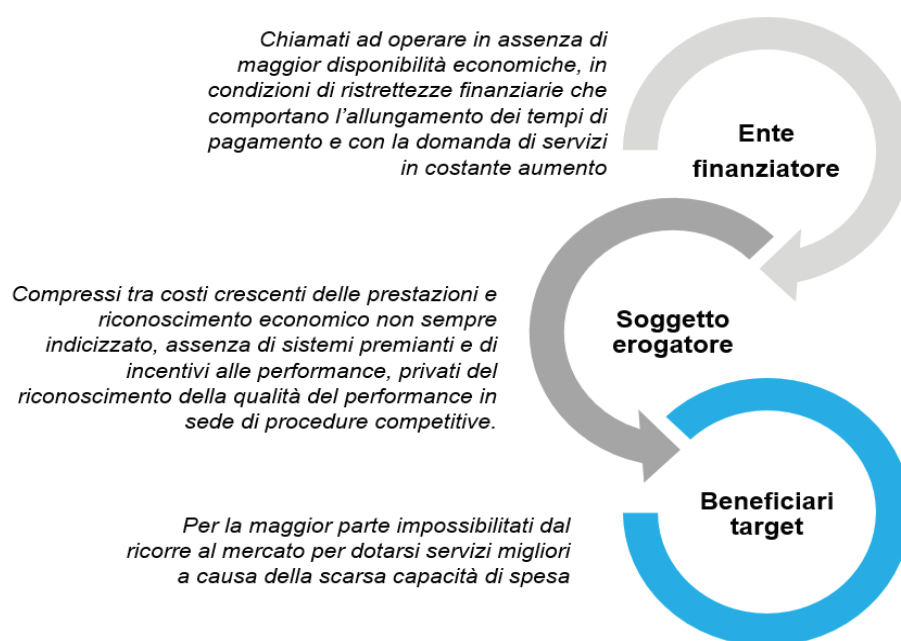 Chiamati ad operare in assenza di
maggior disponibilità economiche, in
condizioni di ristrettezze finanziarie che
comportano l’allungamento dei tempi di
pagamento e con la domanda di servizi
in costante aumento
Ente
finanziatore
Compressi tra costi crescenti delle prestazioni e
riconoscimento economico non sempre
indicizzato, assenza di sistemi premianti e di
incentivi alle performance, privati del
riconoscimento della qualità del performance in
sede di procedure competitive.
Soggetto
erogatore
Per la maggior parte impossibilitati dal
ricorre al mercato per dotarsi servizi migliori
a causa della scarsa capacità di spesa
Beneficiari
target